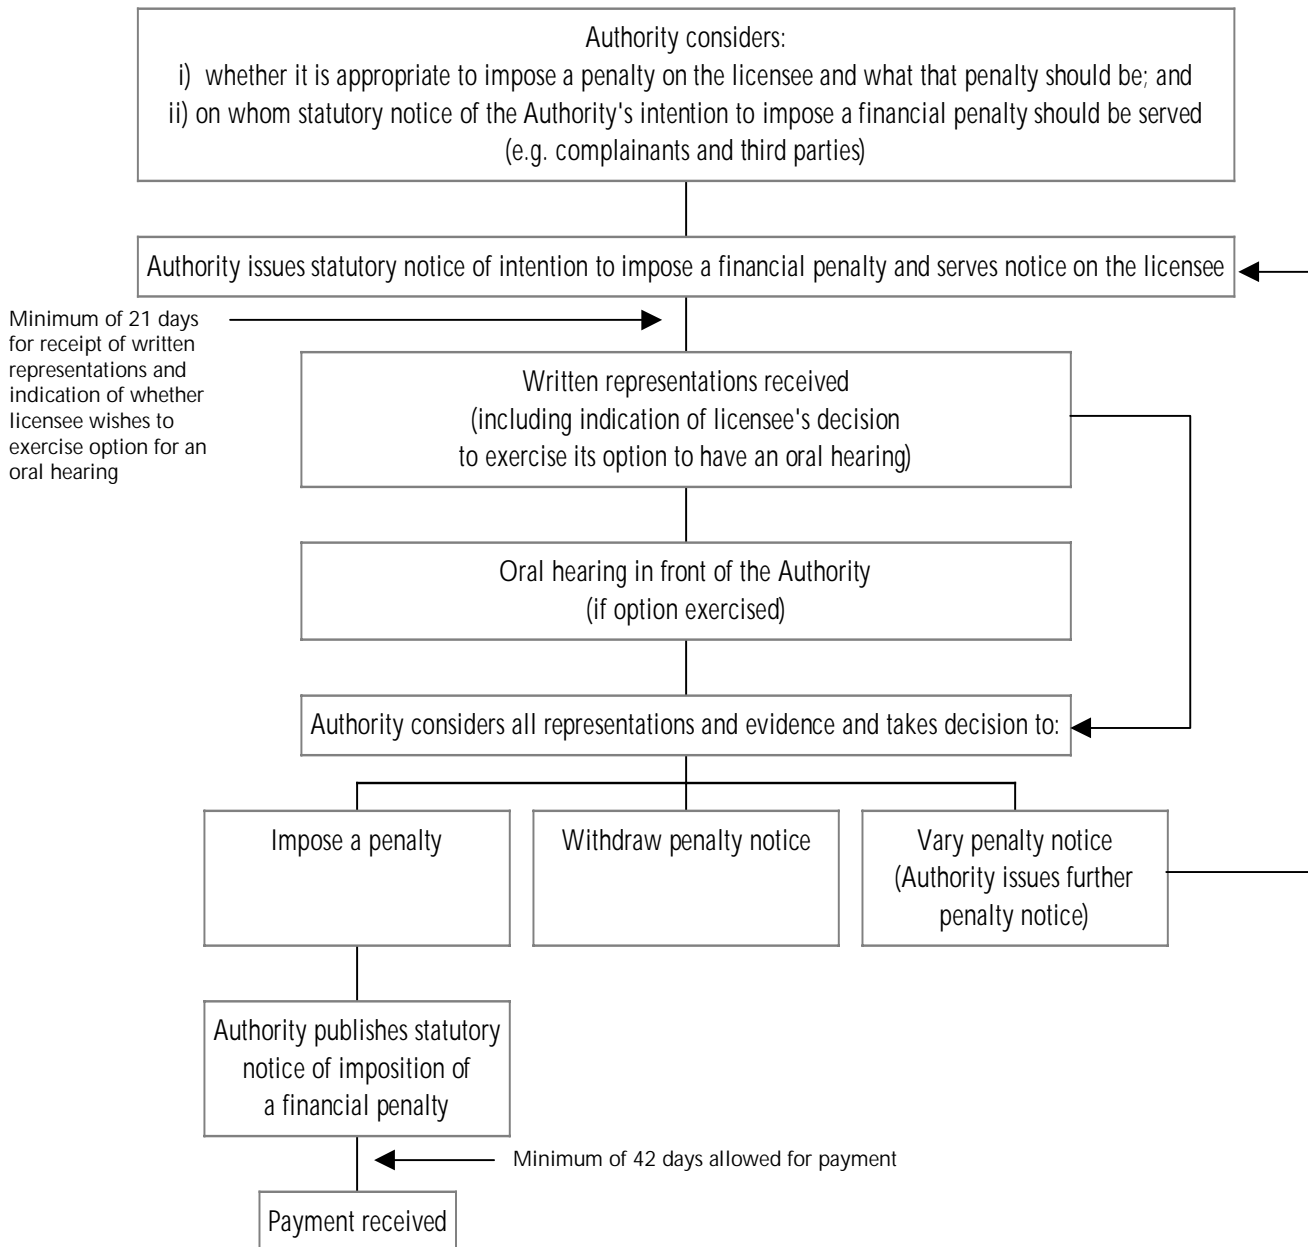 Authority considers:
i) whether it is appropriate to impose a penalty on the licensee and what that penalty should be; and
ii) on whom statutory notice of the Authority's intention to impose a financial penalty should be served
(e.g. complainants and third parties)
Authority issues statutory notice of intention to impose a financial penalty and serves notice on the licensee
Minimum of 21 days
for receipt of written
representations and
indication of whether
licensee wishes to
exercise option for an
oral hearing
Written representations received
(including indication of licensee's decision
to exercise its option to have an oral hearing)
Oral hearing in front of the Authority
(if option exercised)
Authority considers all representations and evidence and takes decision to:
Impose a penalty
Withdraw penalty notice
Vary penalty notice
(Authority issues further
penalty notice)
Authority publishes statutory
notice of imposition of
a financial penalty
Minimum of 42 days allowed for payment
Payment received